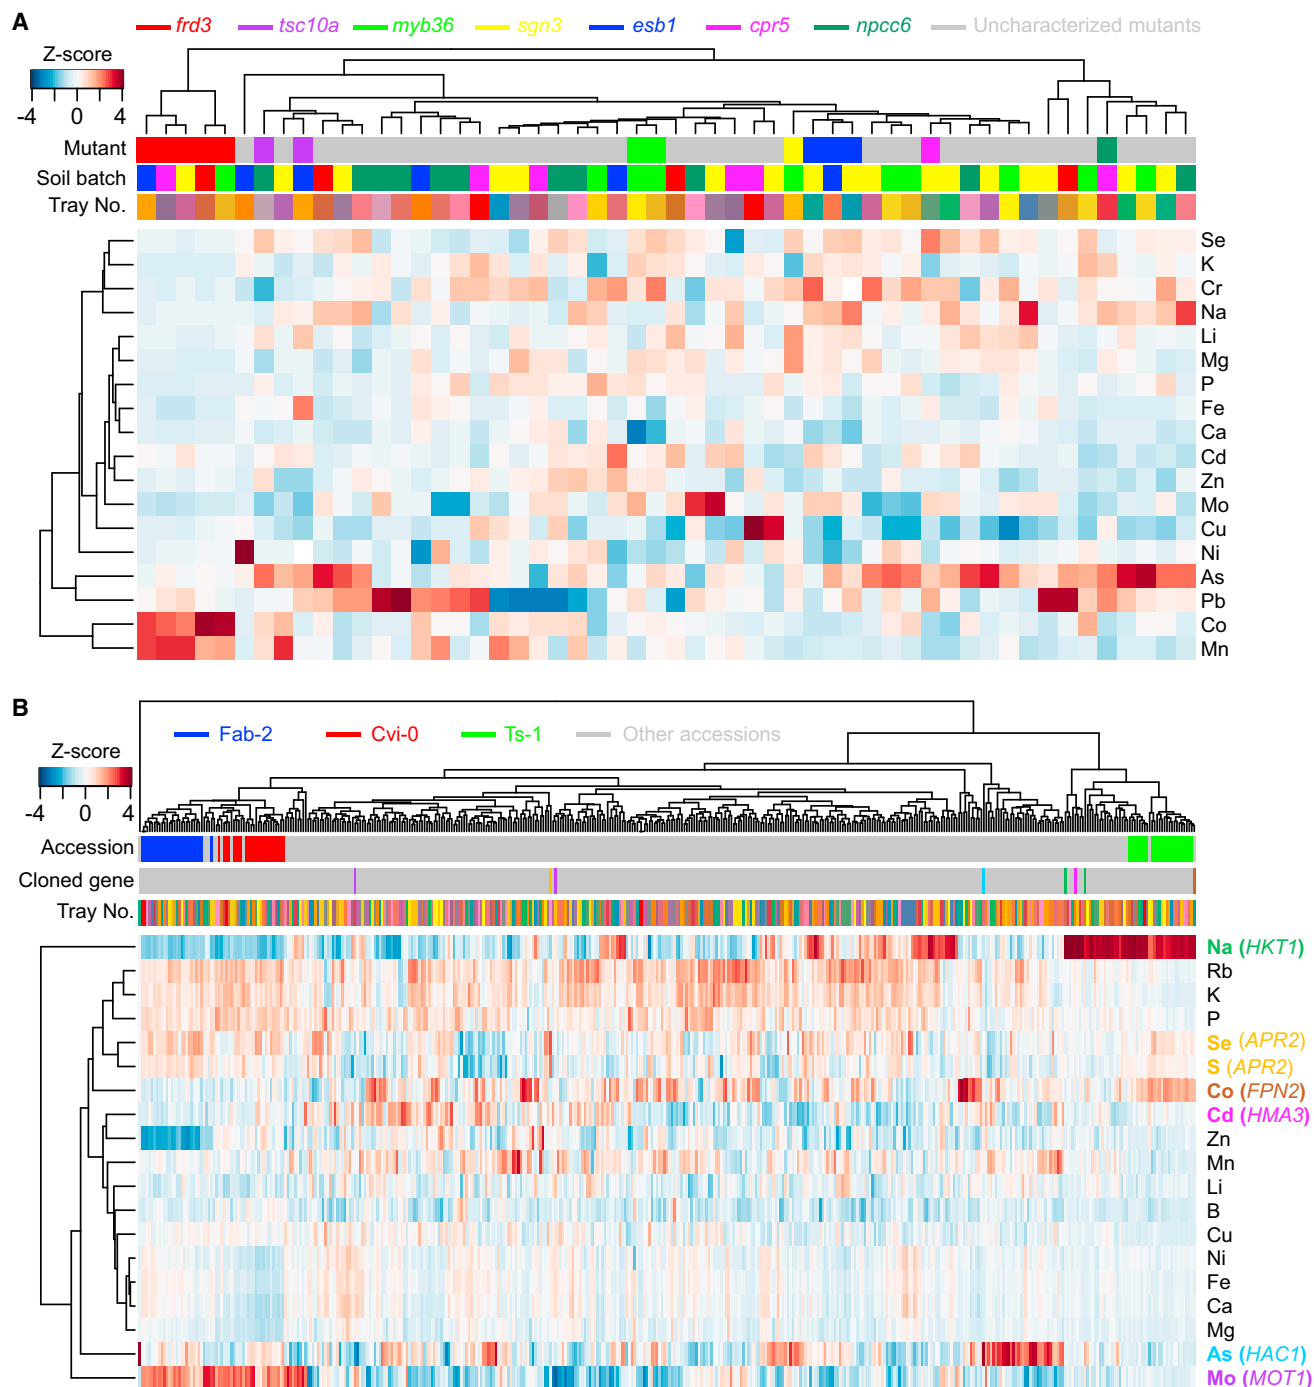 A
frd3 tsc10a myb36 sgn3 esb1 cpr5 npcc6 Uncharacterized mutants
Z-score
-4 0 4
Mutant
Soil batch
Tray No.
Se
K
Cr
Na
Li
Mg
P
Fe
Ca
Cd
Zn
Mo
Cu
Ni
As
Pb
Co
Mn
B
Fab-2 Cvi-0 Ts-1 Other accessions
Z-score
-4 0 4
Accession
Cloned gene
Tray No.
Na (HKT1)
Rb
K
P
Se (APR2)
S (APR2)
Co (FPN2)
Cd (HMA3)
Zn
Mn
Li
B
Cu
Ni
Fe
Ca
Mg
As (HAC1)
Mo (MOT1)